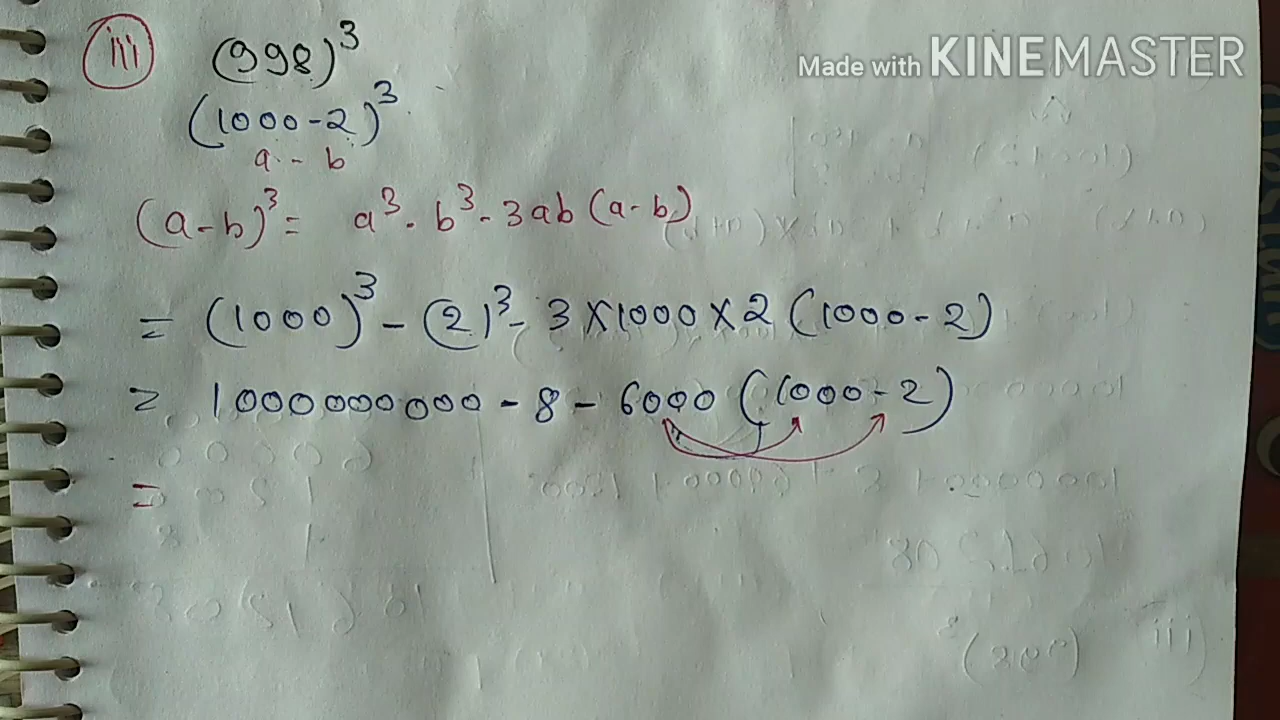 Made with KINEMASTER
iii (998)³
(1000-2)³
a - b
(a-b)³= a³ - b³ - 3ab (a-b)
= (1000)³ - (2)³ - 3×1000×2 (1000-2)
= 1000000000 - 8 - 6000 (1000-2)
=